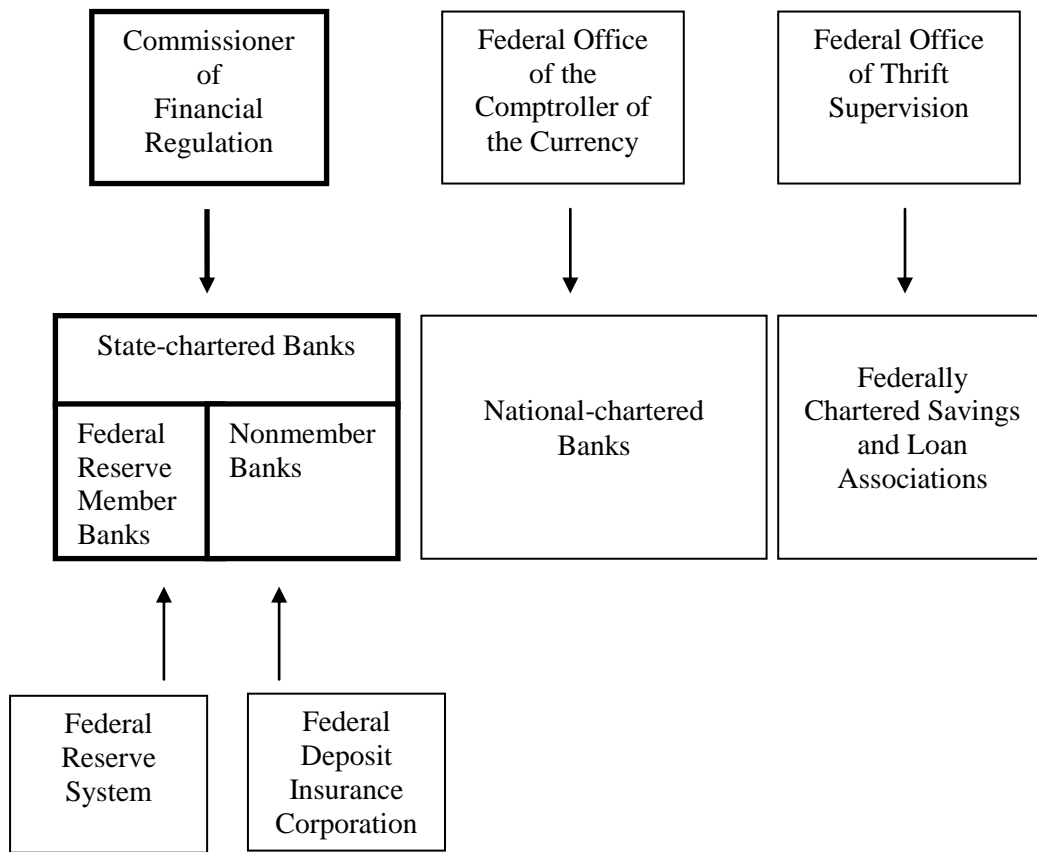 Commissioner
of
Financial
Regulation
Federal Office
of the
Comptroller of
the Currency
Federal Office
of Thrift
Supervision
State-chartered Banks
Federal
Reserve
Member
Banks
Nonmember
Banks
National-chartered
Banks
Federally
Chartered Savings
and Loan
Associations
Federal
Reserve
System
Federal
Deposit
Insurance
Corporation